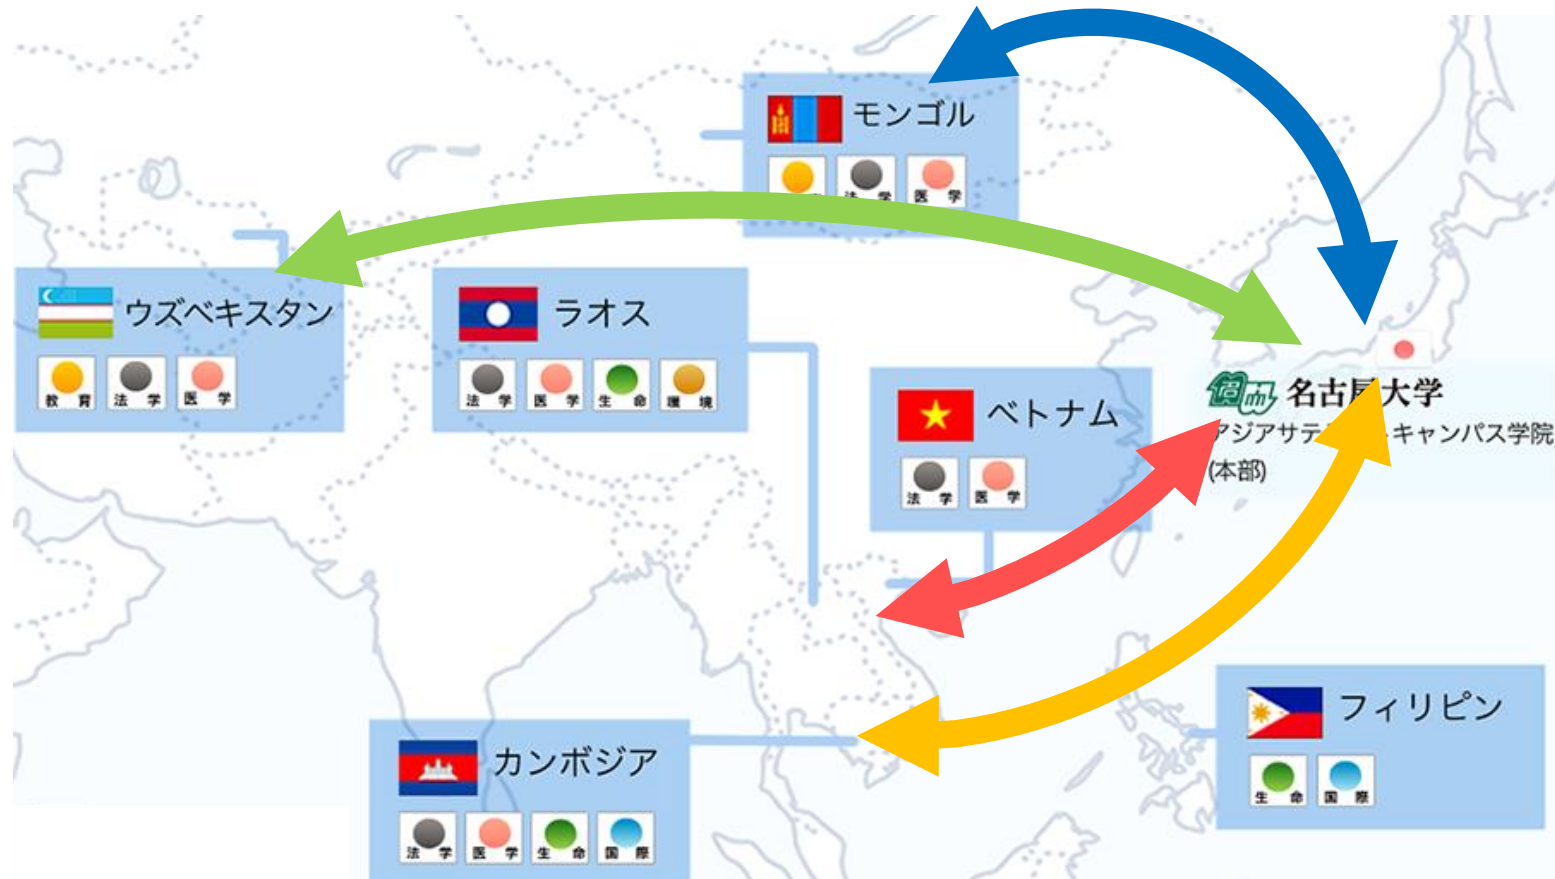 モンゴル
法 学
医 学
ウズベキスタン
教 育
法 学
医 学
ラオス
法 学
医 学
生 命
環 境
ベトナム
法 学
医 学
名古屋大学
アジアサテ
キャンパス学院
(本部)
カンボジア
法 学
医 学
生 命
国 際
フィリピン
生 命
国 際